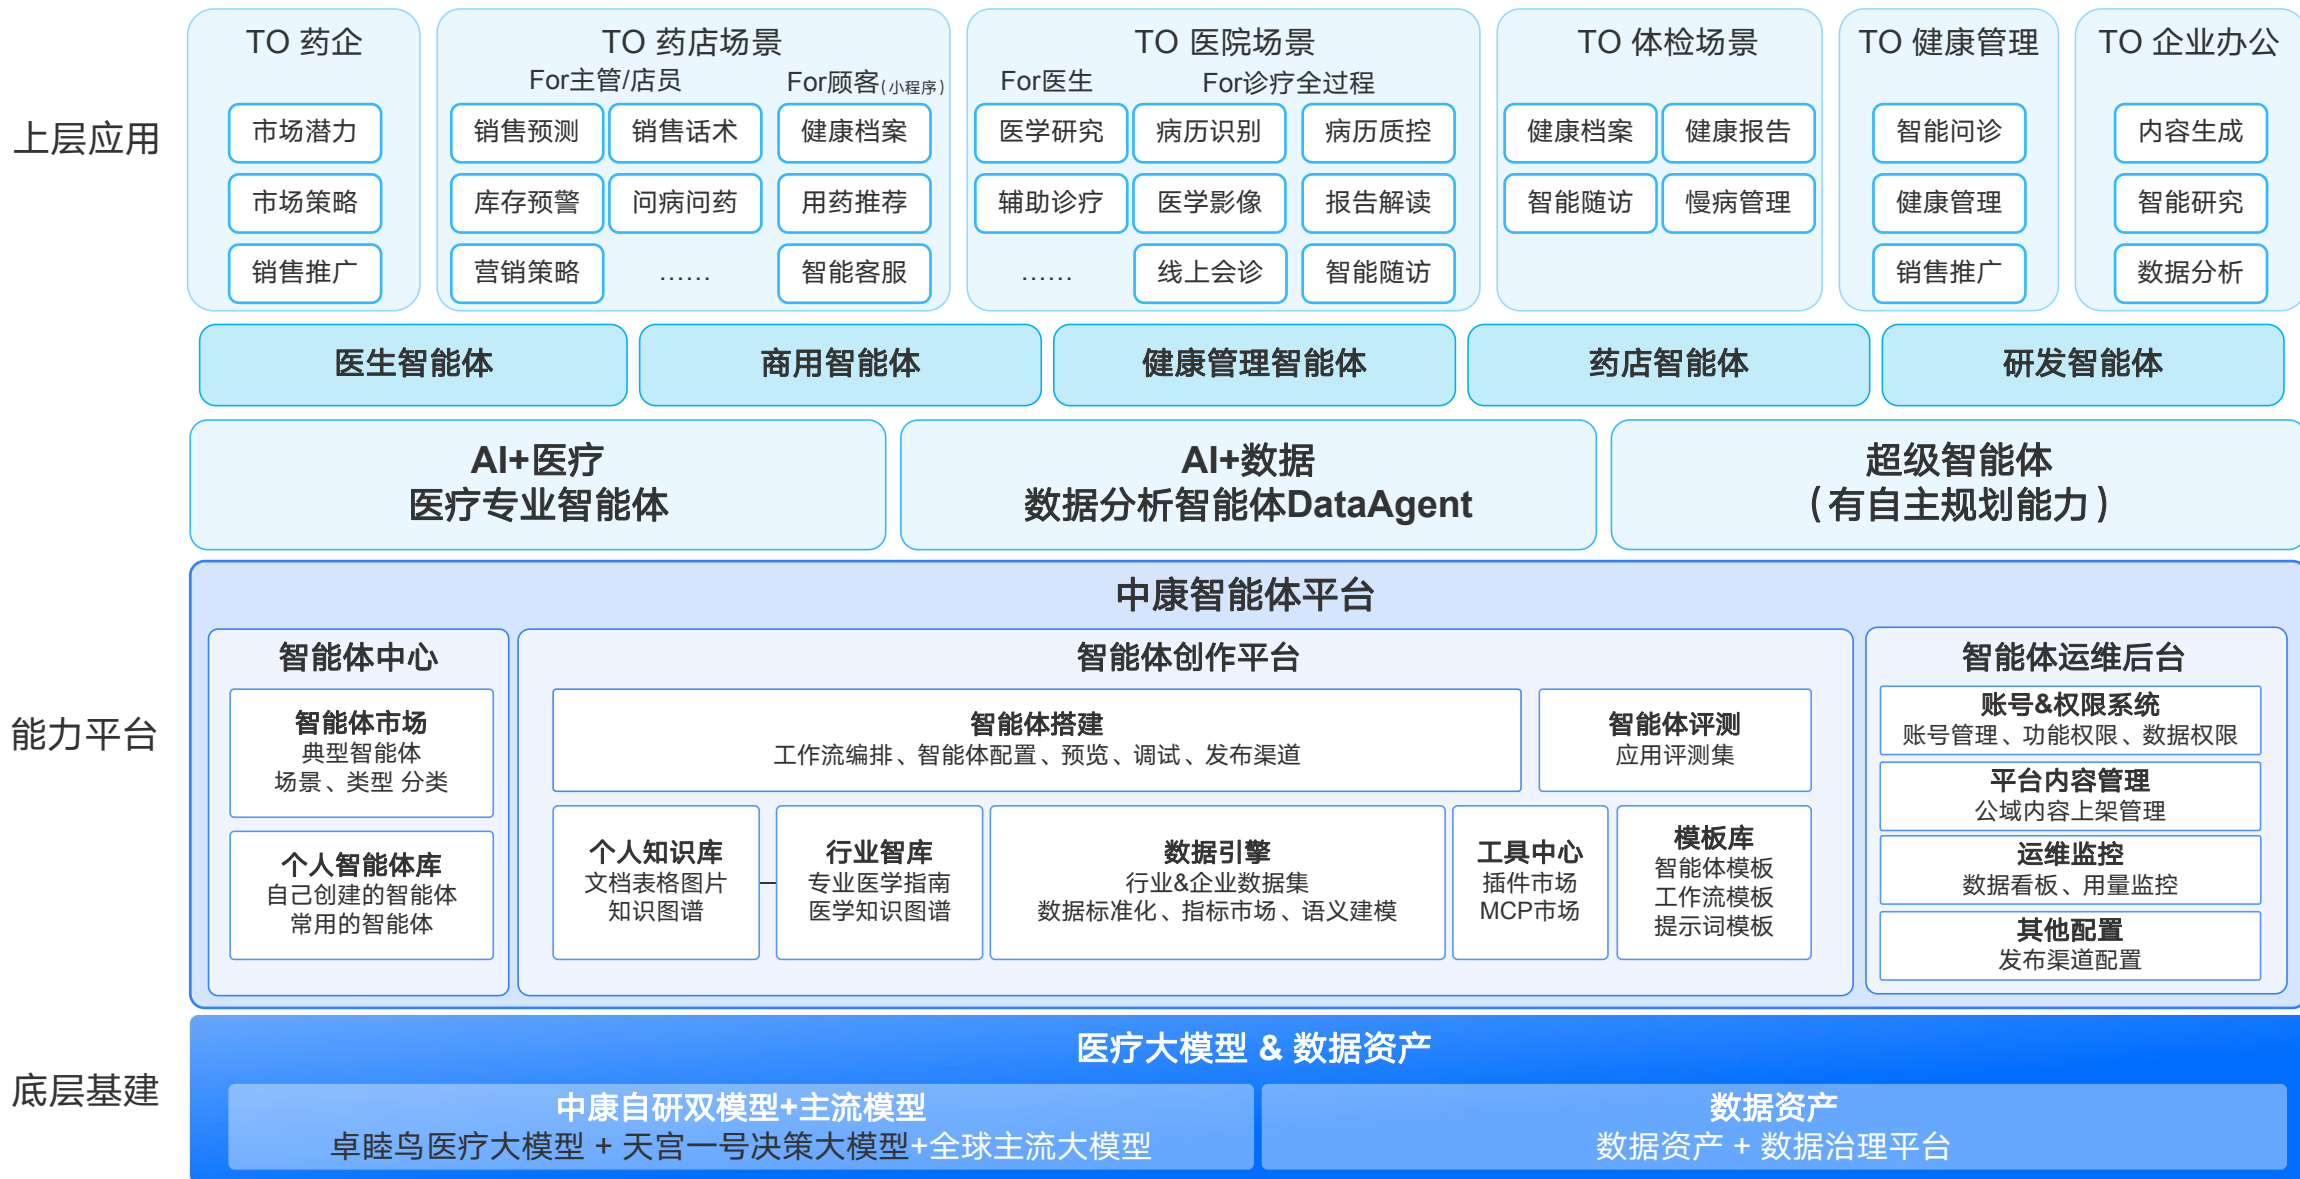 TO 药企
TO 药店场景
TO 医院场景
TO 体检场景
TO 健康管理
TO 企业办公
For主管/店员
For顾客(小程序)
For医生
For诊疗全过程
上层应用
市场潜力
销售预测
销售话术
健康档案
医学研究
病历识别
病历质控
健康档案
健康报告
智能问诊
内容生成
市场策略
库存预警
问病问药
用药推荐
辅助诊疗
医学影像
报告解读
智能随访
慢病管理
健康管理
智能研究
销售推广
营销策略
……
智能客服
……
线上会诊
智能随访
销售推广
数据分析
医生智能体
商用智能体
健康管理智能体
药店智能体
研发智能体
AI+医疗
医疗专业智能体
AI+数据
数据分析智能体DataAgent
超级智能体
(有自主规划能力)
能力平台
中康智能体平台
智能体中心
智能体市场
典型智能体
场景、类型 分类
个人智能体库
自己创建的智能体
常用的智能体
智能体创作平台
智能体搭建
工作流编排、智能体配置、预览、调试、发布渠道
智能体评测
应用评测集
个人知识库
文档表格图片
知识图谱
行业智库
专业医学指南
医学知识图谱
数据引擎
行业&企业数据集
数据标准化、指标市场、语义建模
工具中心
插件市场
MCP市场
模板库
智能体模板
工作流模板
提示词模板
智能体运维后台
账号&权限系统
账号管理、功能权限、数据权限
平台内容管理
公域内容上架管理
运维监控
数据看板、用量监控
其他配置
发布渠道配置
底层基建
医疗大模型 & 数据资产
中康自研双模型+主流模型
卓睦鸟医疗大模型 + 天宫一号决策大模型+全球主流大模型
数据资产
数据资产 + 数据治理平台